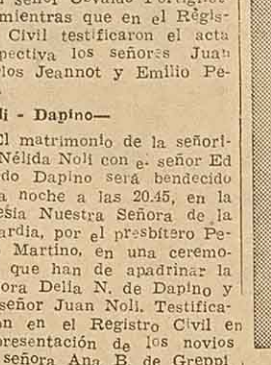 señor Osvaldo
mientras que en el Régis-
Civil testificaron el acta
pectiva los señores Juan
los Jeannot y Emilio Pe-
li - Dapino—
El matrimonio de la señori-
Nélida Noli con e. señor Ed
do Dapino será bendecido
a noche a las 20.45, en la
esia Nuestra Señora de la
ardia, por el presbítero Pe-
Martino, en una ceremo-
que han de apadrinar la
ora Delia N. de Dapino y
señor Juan Noli. Testifica-
n en el Registro Civil en
presentación de los novios
señora Ana B. de Greppi